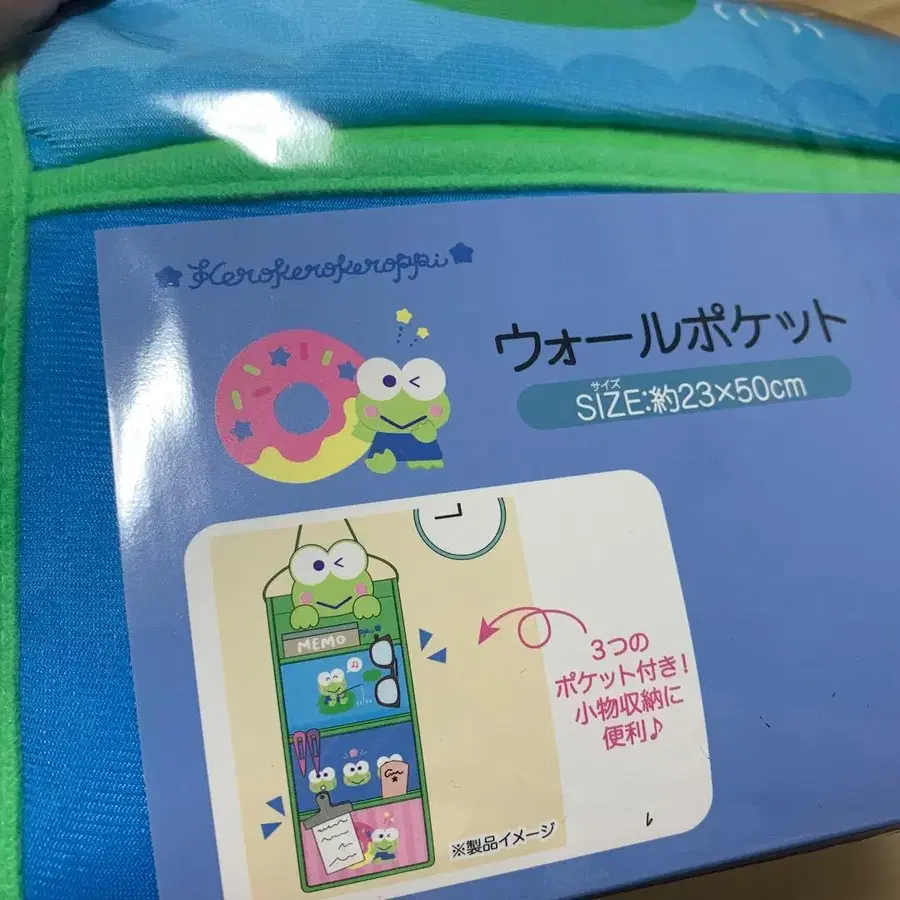 Kerokerokeroppi
ウォールポケット
サイズ
SIZE:約23×50cm
MEMO
3つの
ポケット付き!
小物収納に
便利♪
※製品イメージ